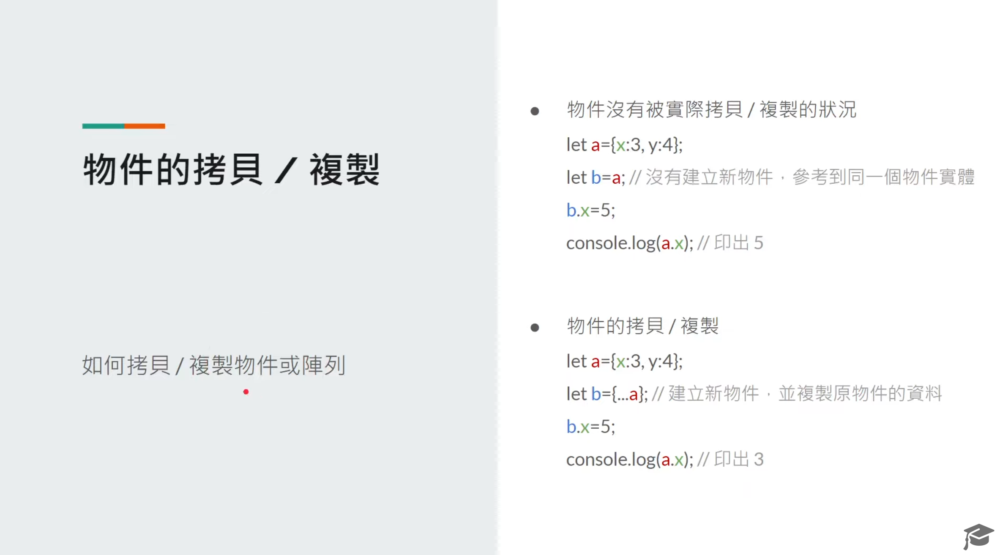 物件的拷貝 / 複製
如何拷貝 / 複製物件或陣列
● 物件沒有被實際拷貝 / 複製的狀況
let a={x:3, y:4};
let b=a; // 沒有建立新物件，參考到同一個物件實體
b.x=5;
console.log(a.x); // 印出 5
● 物件的拷貝 / 複製
let a={x:3, y:4};
let b={...a}; // 建立新物件，並複製原物件的資料
b.x=5;
console.log(a.x); // 印出 3